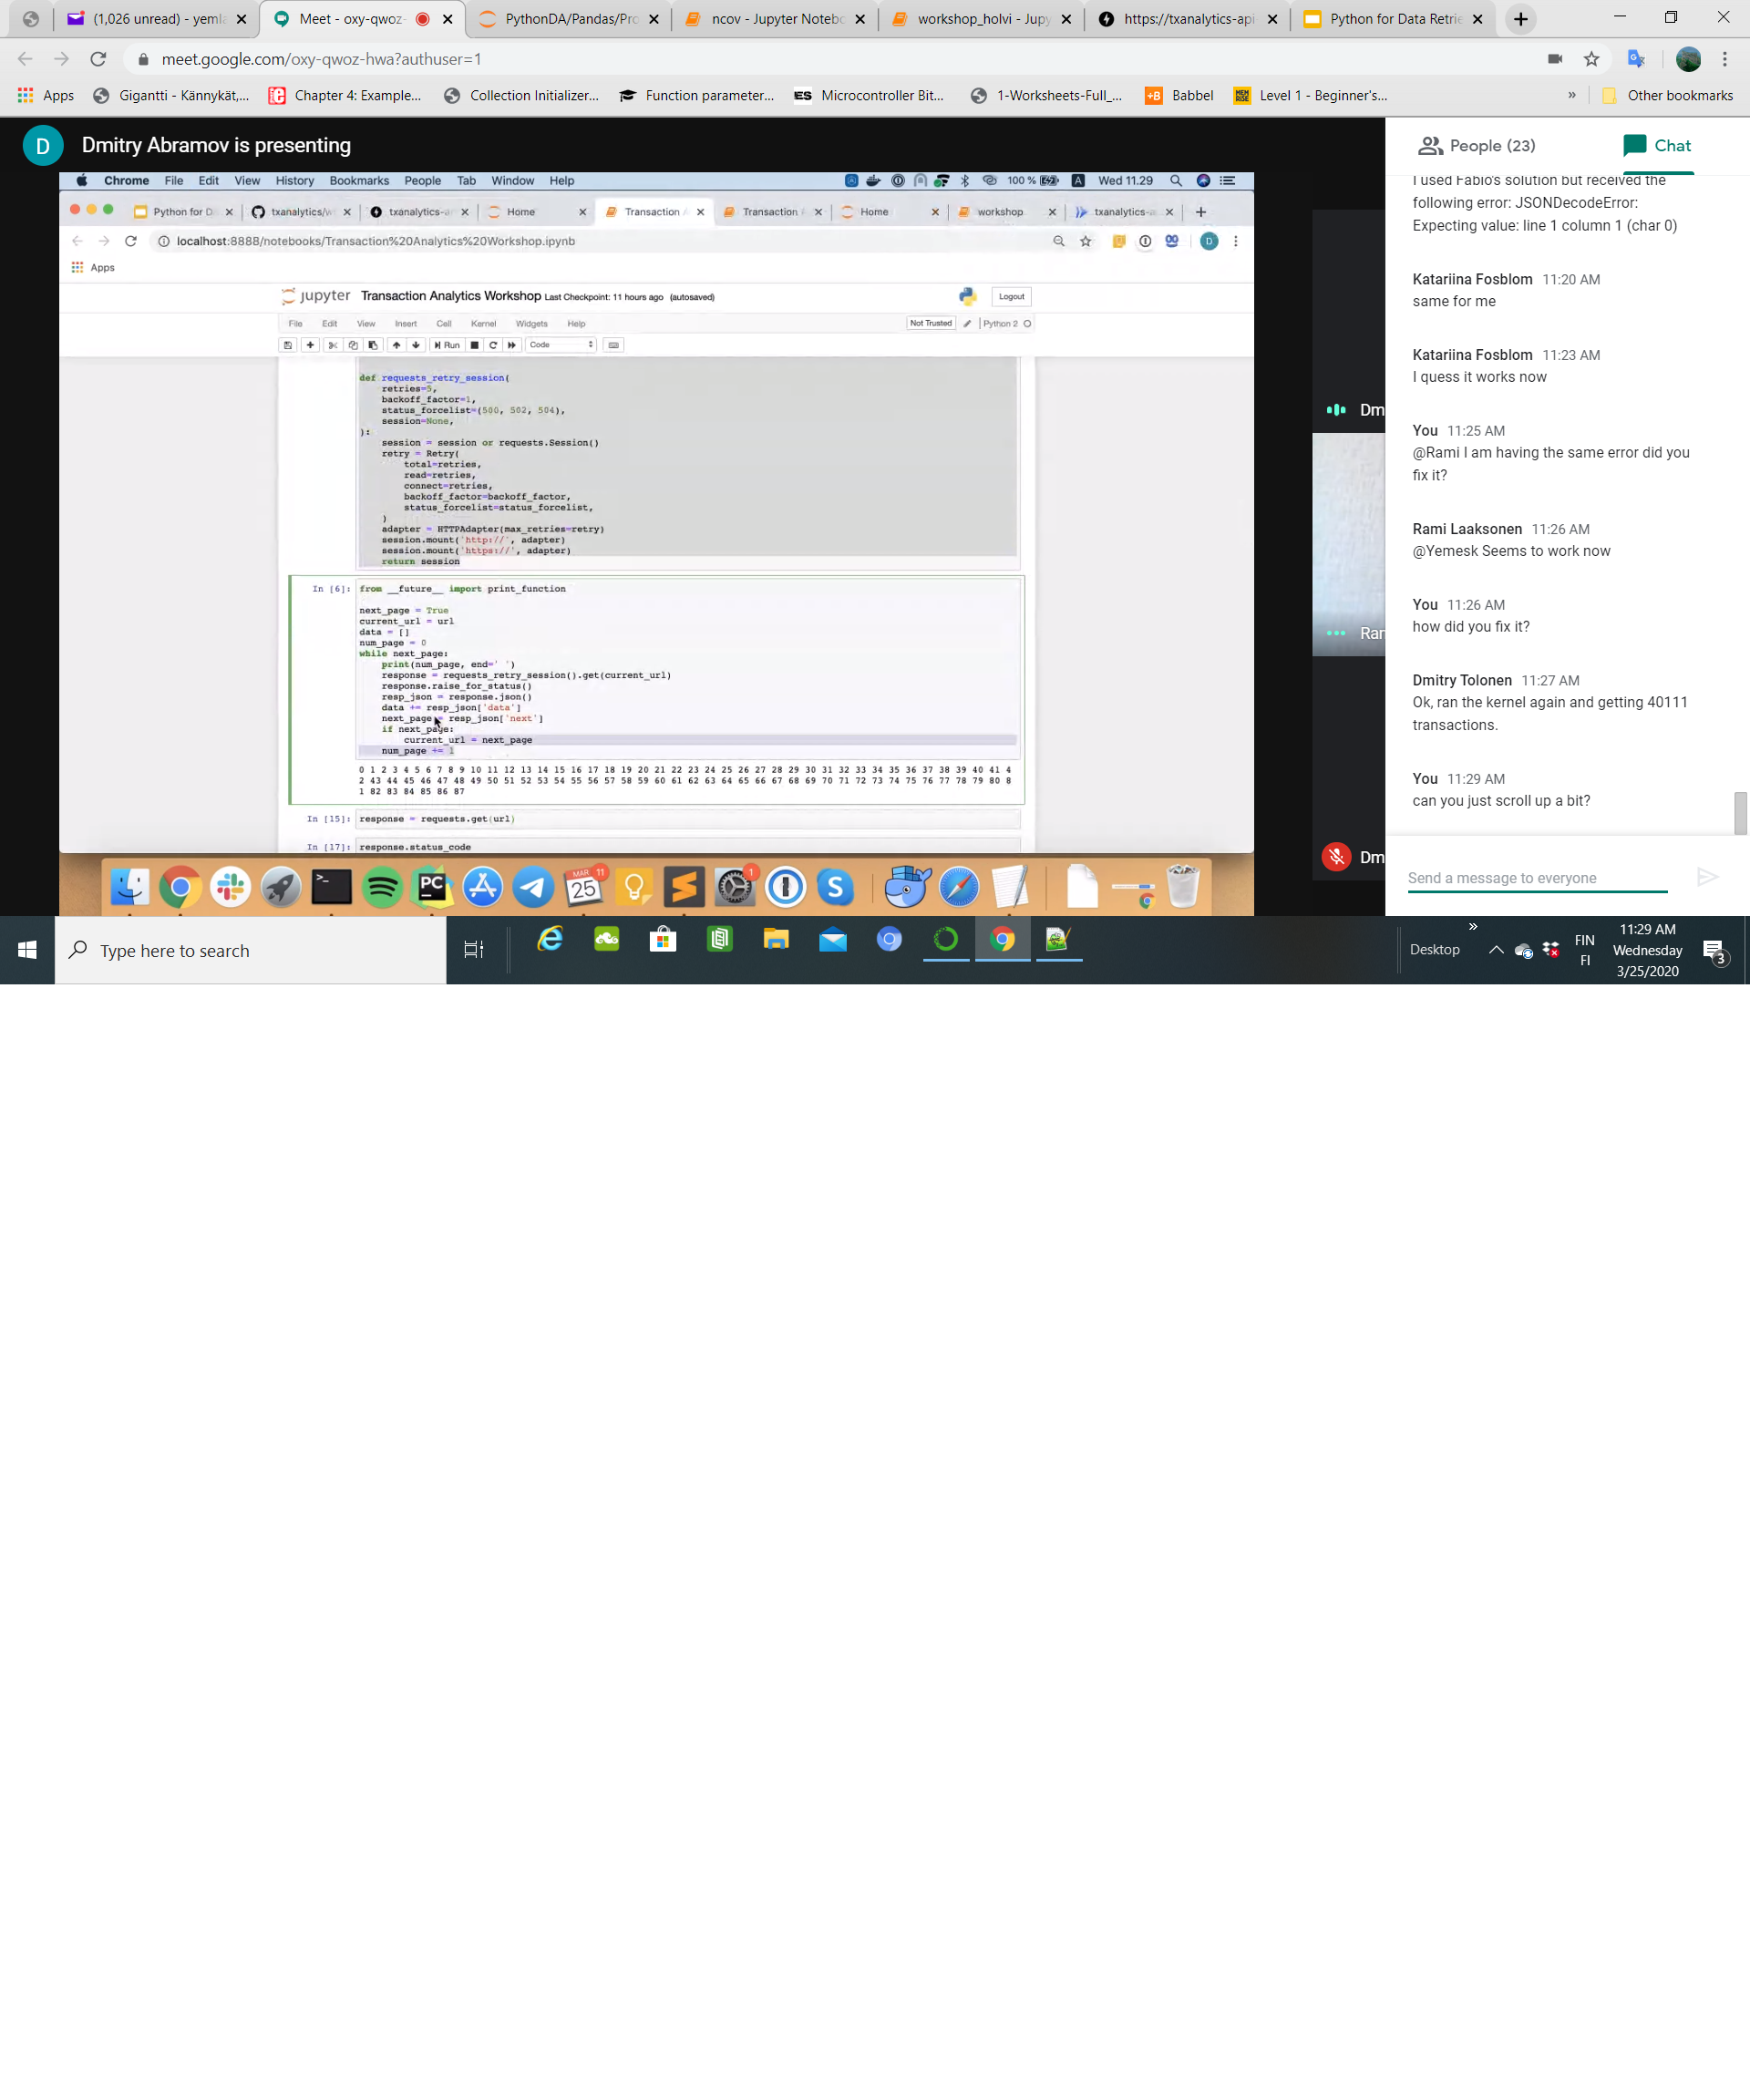 (1,026 unread) - yemla
Meet - oxy-qwoz-
PythonDA/Pandas/Pro
ncov - Jupyter Notebo
workshop_holvi - Jupy
https://txanalytics-api
Python for Data Retrie
meet.google.com/oxy-qwoz-hwa?authuser=1
Apps
Gigantti - Kännykät,...
Chapter 4: Example...
Collection Initializer...
Function parameter...
ES Microcontroller Bit...
1-Worksheets-Full_...
+B Babbel
Level 1 - Beginner's...
»
Other bookmarks
D
Dmitry Abramov is presenting
People (23)
Chat
Chrome File Edit View History Bookmarks People Tab Window Help
100 %
A
Wed 11.29
Python for D
txanalytics/w
txanalytics-a
Home
Transaction A
Transaction
Home
workshop
txanalytics-a
localhost:8888/notebooks/Transaction%20Analytics%20Workshop.ipynb
D
Apps
jupyter Transaction Analytics Workshop Last Checkpoint: 11 hours ago (autosaved)
Logout
File Edit View Insert Cell Kernel Widgets Help
Not Trusted
Python 2
Run
Code
def requests_retry_session(
retries=5,
backoff_factor=1,
status_forcelist=(500, 502, 504),
session=None,
):
session = session or requests.Session()
retry = Retry(
total=retries,
read=retries,
connect=retries,
backoff_factor=backoff_factor,
status_forcelist=status_forcelist,
)
adapter = HTTPAdapter(max_retries=retry)
session.mount('http://', adapter)
session.mount('https://', adapter)
return session
In [6]: from __future__ import print_function
next_page = True
current_url = url
data = []
num_page = 0
while next_page:
print(num_page, end=' ')
response = requests_retry_session().get(current_url)
response.raise_for_status()
resp_json = response.json()
data += resp_json['data']
next_page = resp_json['next']
if next_page:
current_url = next_page
num_page += 1
0 1 2 3 4 5 6 7 8 9 10 11 12 13 14 15 16 17 18 19 20 21 22 23 24 25 26 27 28 29 30 31 32 33 34 35 36 37 38 39 40 41 4
2 43 44 45 46 47 48 49 50 51 52 53 54 55 56 57 58 59 60 61 62 63 64 65 66 67 68 69 70 71 72 73 74 75 76 77 78 79 80 8
1 82 83 84 85 86 87
In [15]: response = requests.get(url)
In [17]: response.status_code
Dm
Ram
Dm
I used Fabio's solution but received the
following error: JSONDecodeError:
Expecting value: line 1 column 1 (char 0)
Katariina Fosblom 11:20 AM
same for me
Katariina Fosblom 11:23 AM
I quess it works now
You 11:25 AM
@Rami I am having the same error did you
fix it?
Rami Laaksonen 11:26 AM
@Yemesk Seems to work now
You 11:26 AM
how did you fix it?
Dmitry Tolonen 11:27 AM
Ok, ran the kernel again and getting 40111
transactions.
You 11:29 AM
can you just scroll up a bit?
Send a message to everyone
PC
MAR 11
25
1
S
Type here to search
Desktop
»
FIN
FI
11:29 AM
Wednesday
3/25/2020
3